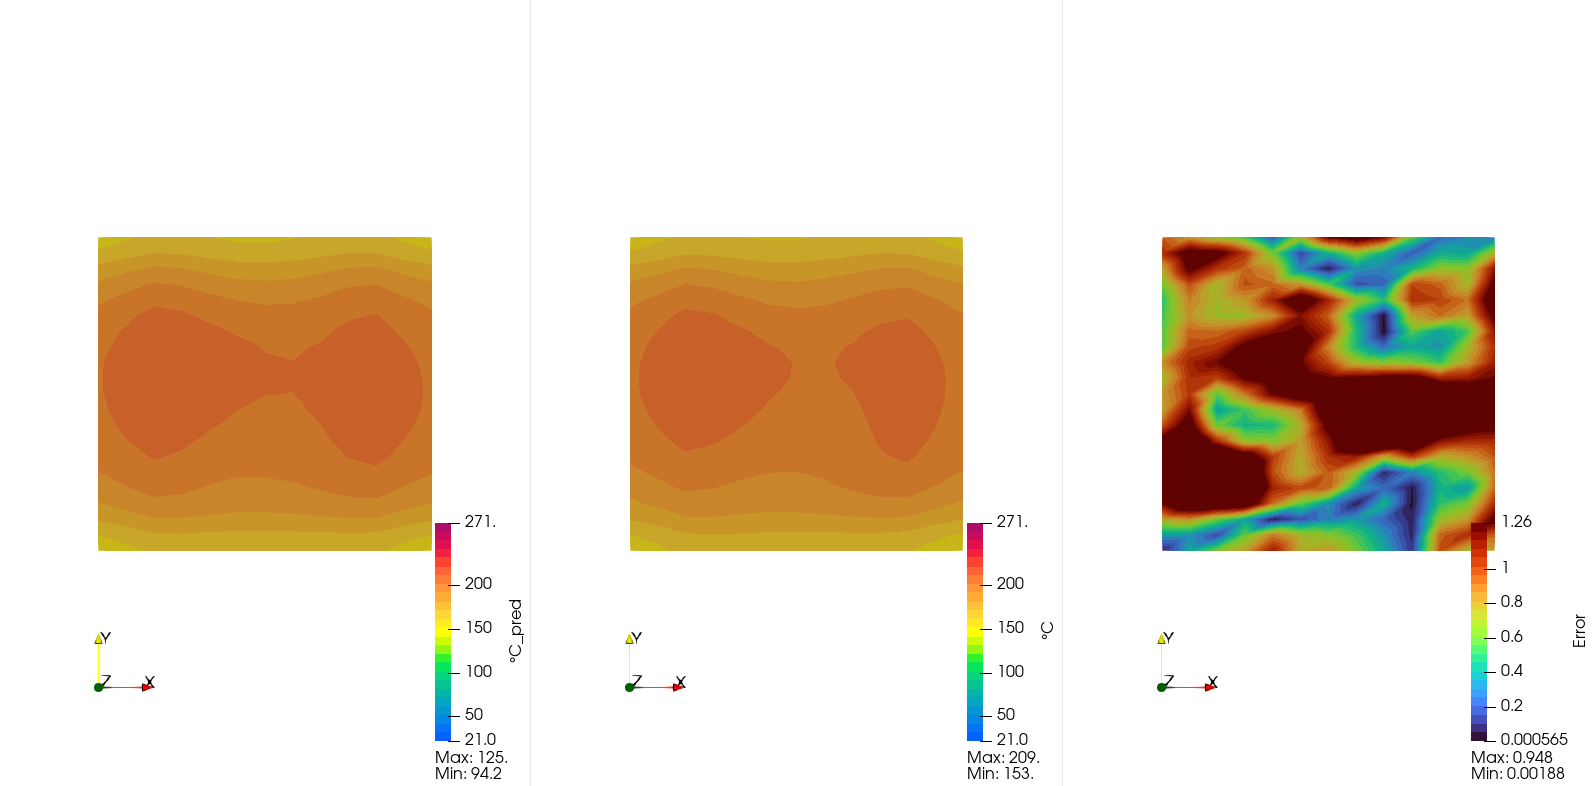 271.
200
150
100
50
21.0
°C_pred
Max: 125.
Min: 94.2
Y
Z
X
271.
200
150
100
50
21.0
°C
Max: 209.
Min: 153.
Y
Z
X
1.26
1
0.8
0.6
0.4
0.2
0.000565
Error
Max: 0.948
Min: 0.00188
Y
Z
X